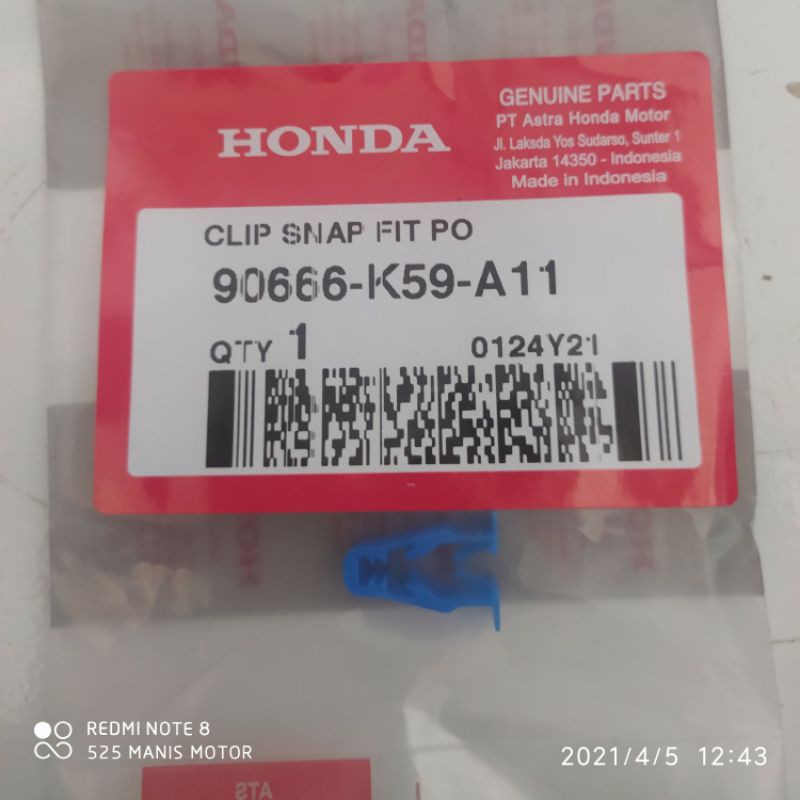 HONDA
GENUINE PARTS
PT Astra Honda Motor
Jl. Laksda Yos Sudarso, Sunter 1
Jakarta 14350 - Indonesia
Made in Indonesia
CLIP SNAP FIT PO
90666-K59-A11
QTY 1 0124Y21
REDMI NOTE 8
525 MANIS MOTOR
2021/4/5 12:43